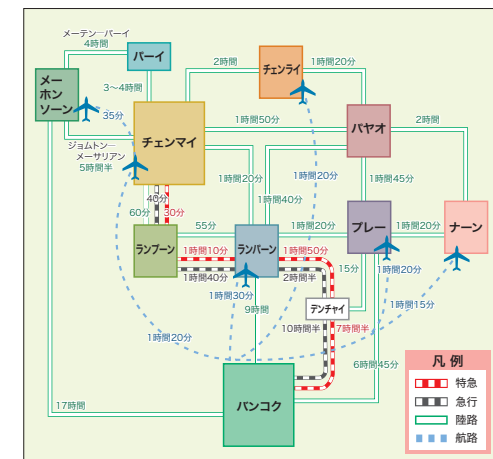 メーテン―パーイ
4時間
パーイ
2時間
チェンライ
1時間20分
メー
ホン
ソーン
35分
3〜4時間
チェンマイ
1時間50分
パヤオ
2時間
ジョムトン―
メーサリアン
5時間半
1時間20分
1時間40分
1時間20分
1時間45分
40分
60分
30分
55分
1時間20分
プレー
1時間20分
ナーン
ランプーン
1時間10分
ランパーン
1時間50分
1時間40分
2時間半
15分
1時間20分
1時間30分
9時間
デンチャイ
1時間15分
10時間半
7時間半
1時間20分
6時間45分
17時間
バンコク
凡例
特急
急行
陸路
航路